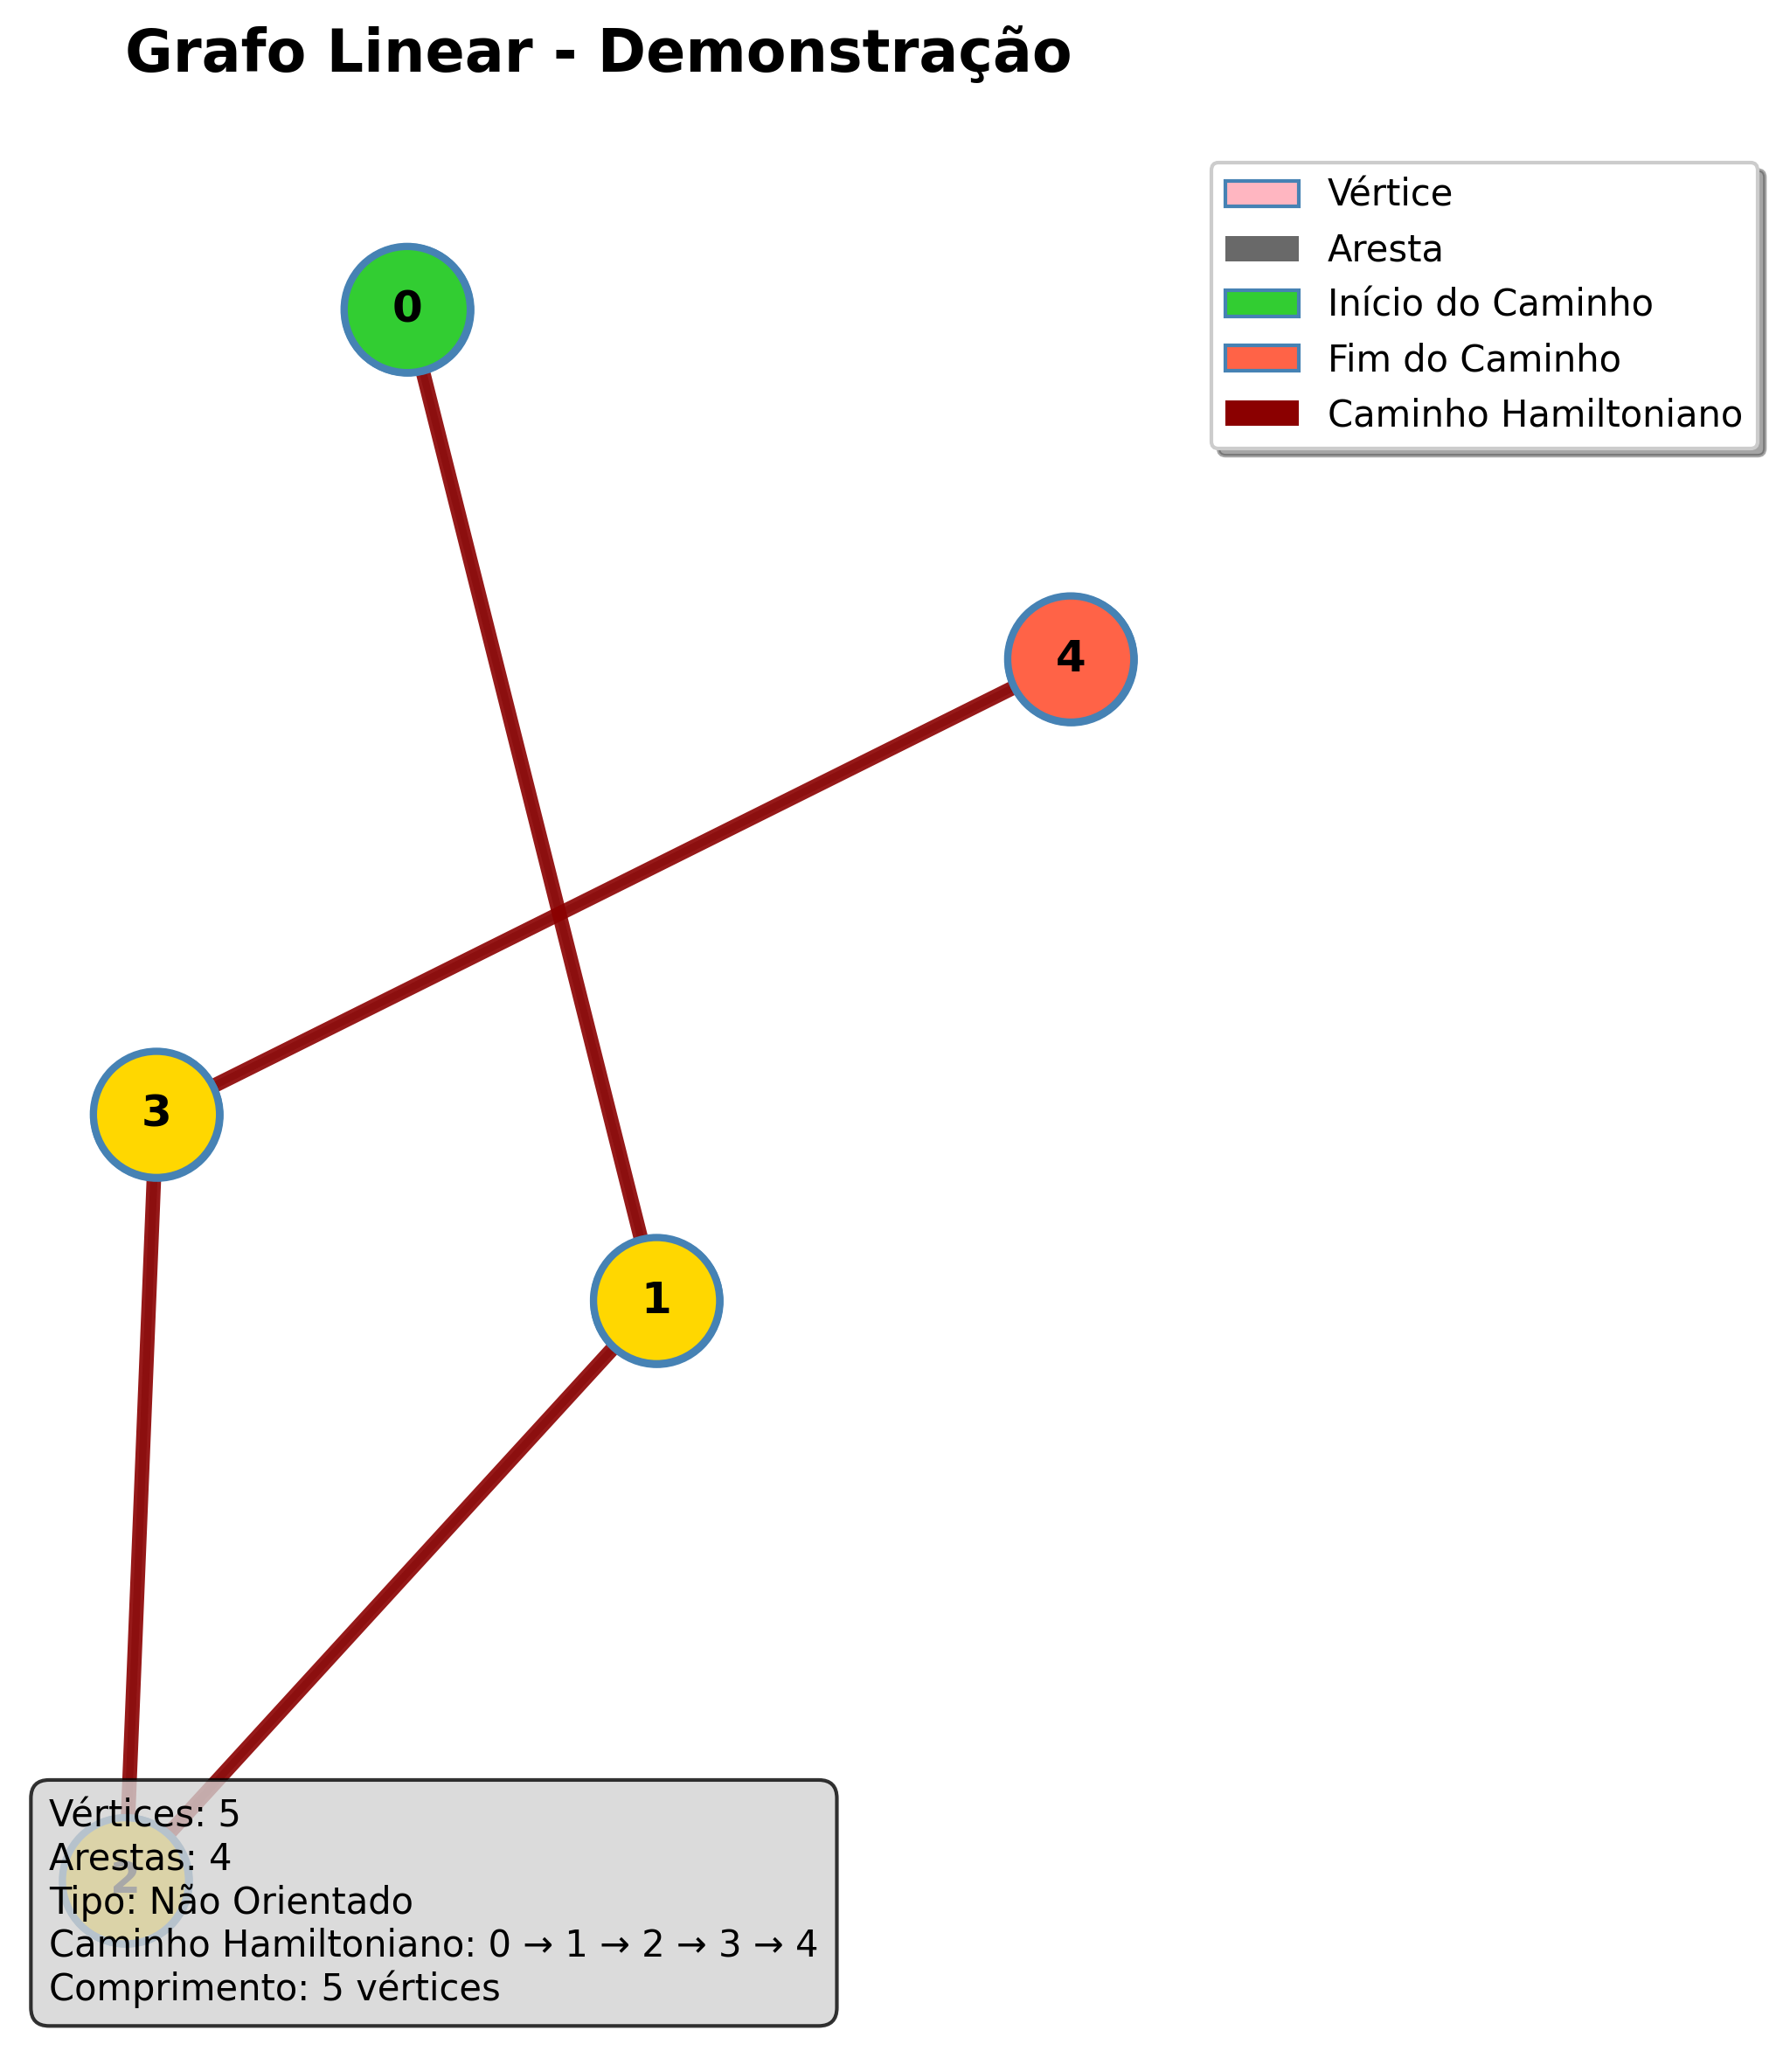 Grafo Linear - Demonstração
Vértice
Aresta
Início do Caminho
Fim do Caminho
Caminho Hamiltoniano
0
4
3
1
2
Vértices: 5
Arestas: 4
Tipo: Não Orientado
Caminho Hamiltoniano: 0 → 1 → 2 → 3 → 4
Comprimento: 5 vértices